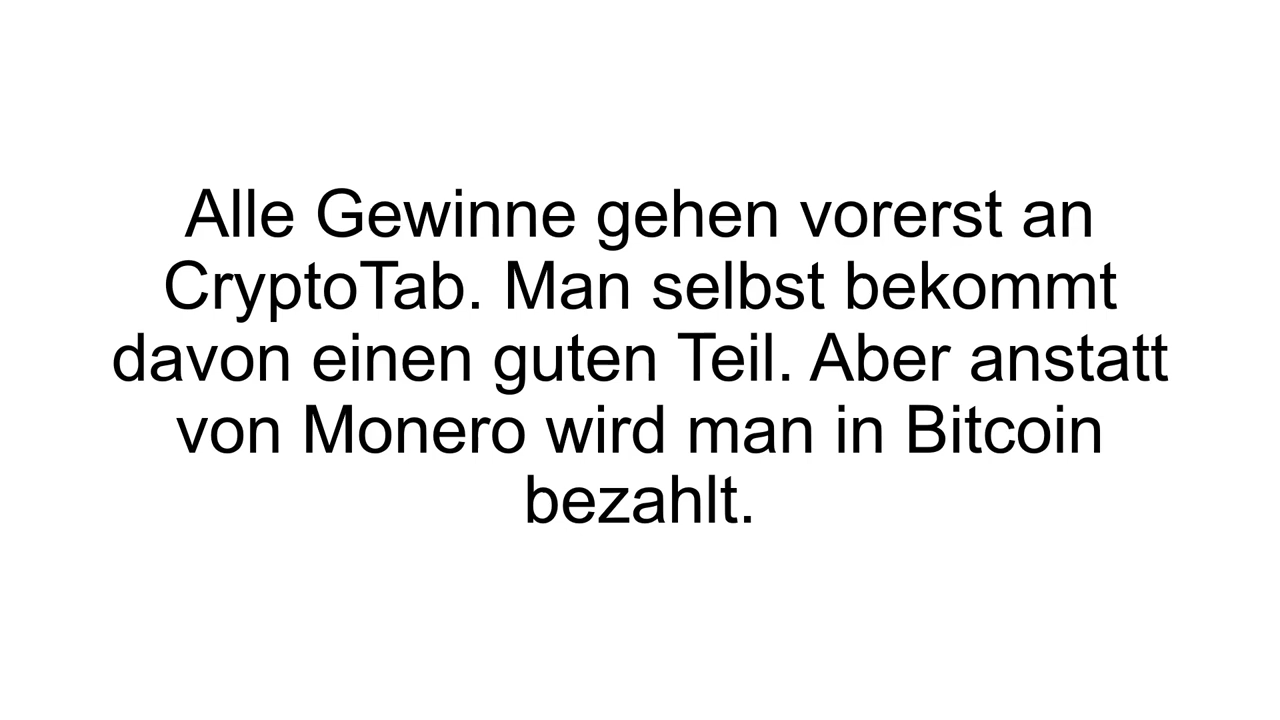 Alle Gewinne gehen vorerst an
CryptoTab. Man selbst bekommt
davon einen guten Teil. Aber anstatt
von Monero wird man in Bitcoin
bezahlt.